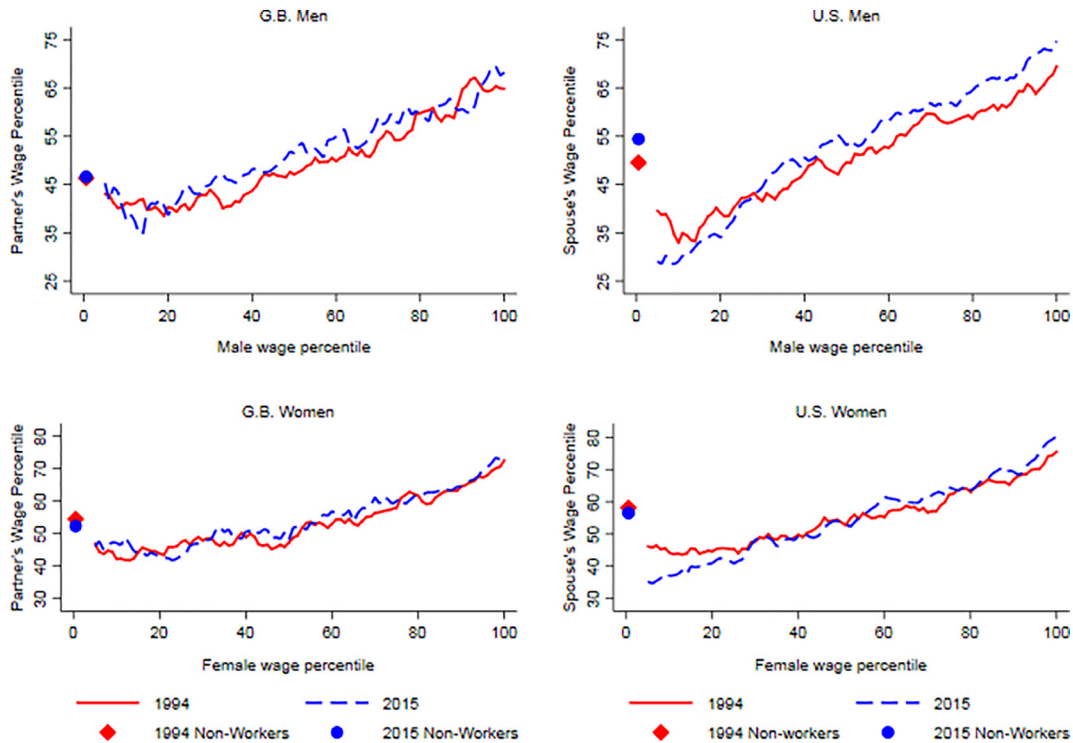 G.B. Men
Partner's Wage Percentile
75
65
55
45
35
25
0 20 40 60 80 100
Male wage percentile
U.S. Men
Spouse's Wage Percentile
75
65
55
45
35
25
0 20 40 60 80 100
Male wage percentile
G.B. Women
Partner's Wage Percentile
80
70
60
50
40
30
0 20 40 60 80 100
Female wage percentile
1994 2015
1994 Non-Workers 2015 Non-Workers
U.S. Women
Spouse's Wage Percentile
80
70
60
50
40
30
0 20 40 60 80 100
Female wage percentile
1994 2015
1994 Non-workers 2015 Non-Workers